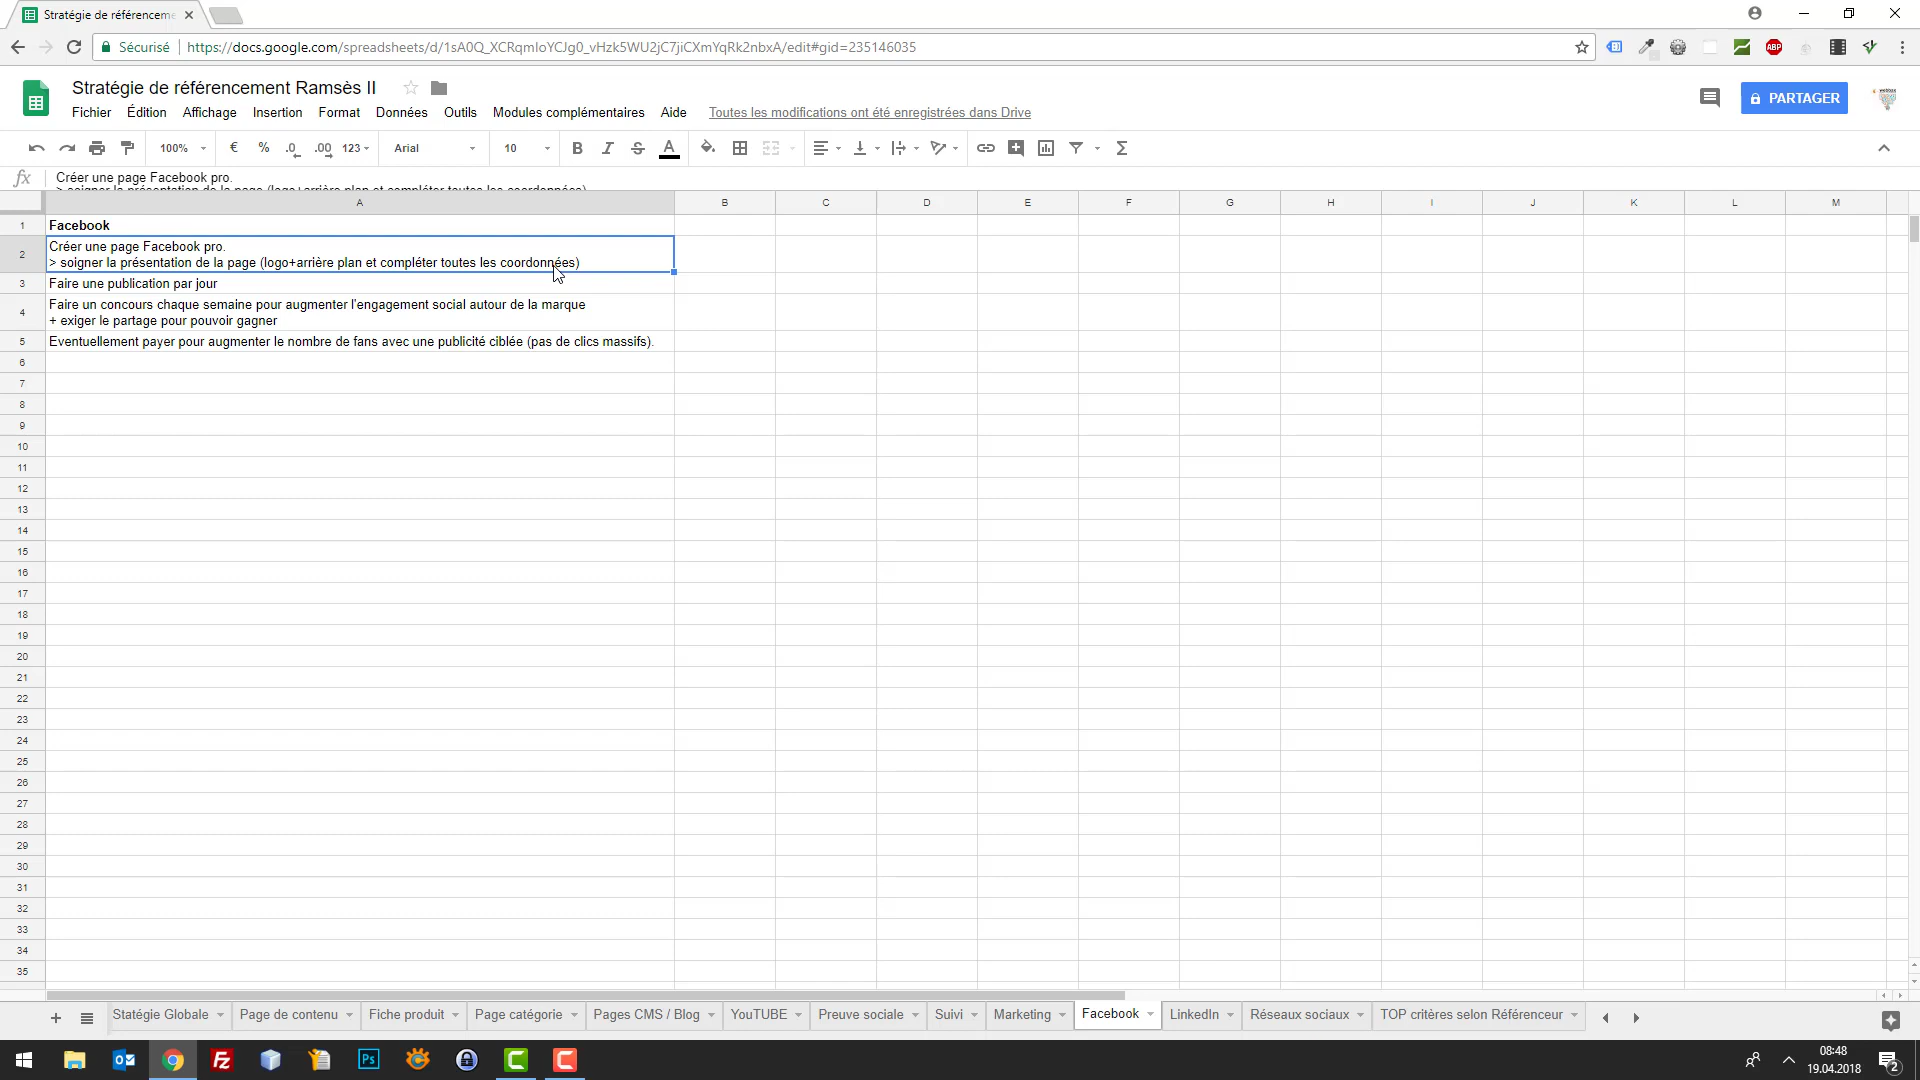 Stratégie de référenceme
Sécurisé
https://docs.google.com/spreadsheets/d/1sA0Q_XCRqmIoYCJg0_vHzk5WU2jC7jiCXmYqRk2nbxA/edit#gid=235146035
ABP
Stratégie de référencement Ramsès II
Fichier Édition Affichage Insertion Format Données Outils Modules complémentaires Aide Toutes les modifications ont été enregistrées dans Drive
PARTAGER
100% € % .0 .00 123 Arial 10 B I S A Σ
fx Créer une page Facebook pro.
> soigner la présentation de la page (logo+arrière plan et compléter toutes les coordonnées)
A B C D E F G H I J K L M
1 Facebook
2 Créer une page Facebook pro.
> soigner la présentation de la page (logo+arrière plan et compléter toutes les coordonnées)
3 Faire une publication par jour
4 Faire un concours chaque semaine pour augmenter l'engagement social autour de la marque
+ exiger le partage pour pouvoir gagner
5 Eventuellement payer pour augmenter le nombre de fans avec une publicité ciblée (pas de clics massifs).
6
7
8
9
10
11
12
13
14
15
16
17
18
19
20
21
22
23
24
25
26
27
28
29
30
31
32
33
34
35
Statégie Globale Page de contenu Fiche produit Page catégorie Pages CMS / Blog YouTUBE Preuve sociale Suivi Marketing Facebook LinkedIn Réseaux sociaux TOP critères selon Référenceur
Fz Ps C C
08:48
19.04.2018
2